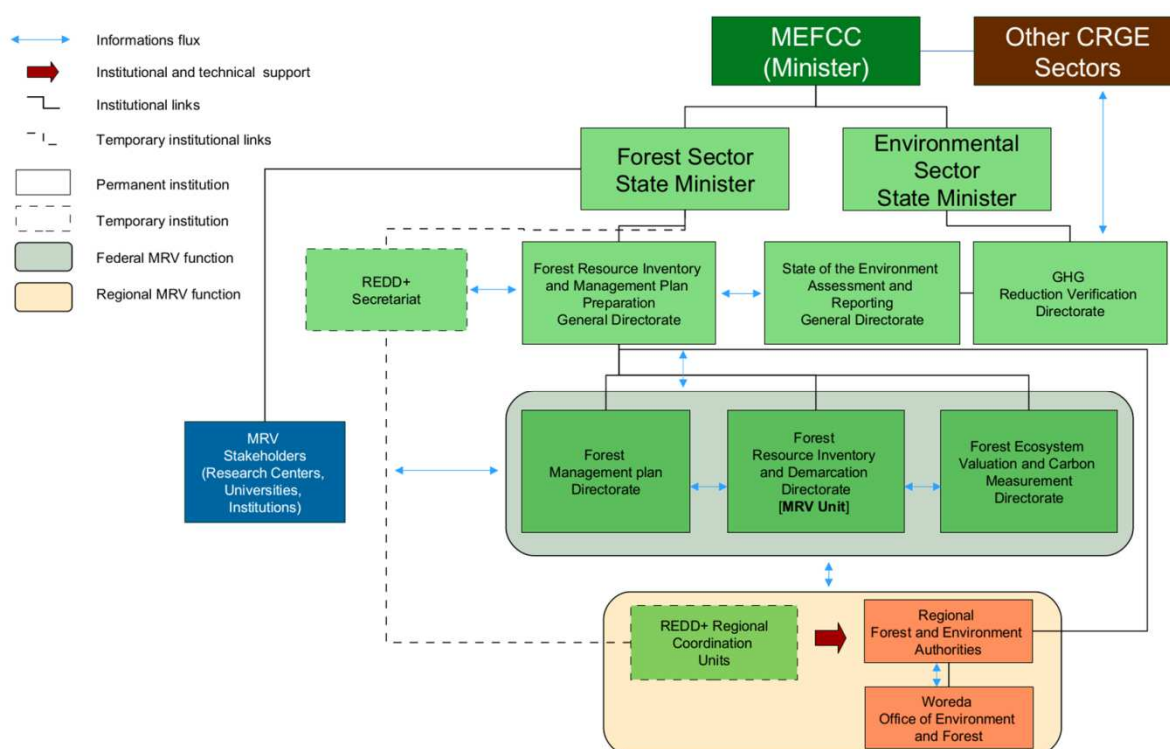 Informations flux
Institutional and technical support
Institutional links
Temporary institutional links
Permanent institution
Temporary institution
Federal MRV function
Regional MRV function
MEFCC
(Minister)
Other CRGE
Sectors
Forest Sector
State Minister
Environmental
Sector
State Minister
REDD+
Secretariat
Forest Resource Inventory
and Management Plan
Preparation
General Directorate
State of the Environment
Assessment and
Reporting
General Directorate
GHG
Reduction Verification
Directorate
MRV
Stakeholders
(Research Centers,
Universities,
Institutions)
Forest
Management plan
Directorate
Forest
Resource Inventory
and Demarcation
Directorate
[MRV Unit]
Forest Ecosystem
Valuation and Carbon
Measurement
Directorate
REDD+ Regional
Coordination
Units
Regional
Forest and Environment
Authorities
Woreda
Office of Environment
and Forest